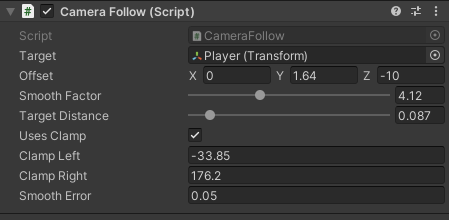 Camera Follow (Script)
Script CameraFollow
Target Player (Transform)
Offset X 0 Y 1.64 Z -10
Smooth Factor 4.12
Target Distance 0.087
Uses Clamp
Clamp Left -33.85
Clamp Right 176.2
Smooth Error 0.05